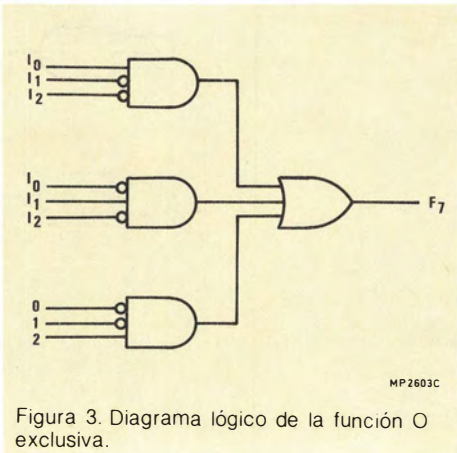 I0
I1
I2
I0
I1
I2
0
1
2
F7
MP2603C
Figura 3. Diagrama lógico de la función O
exclusiva.